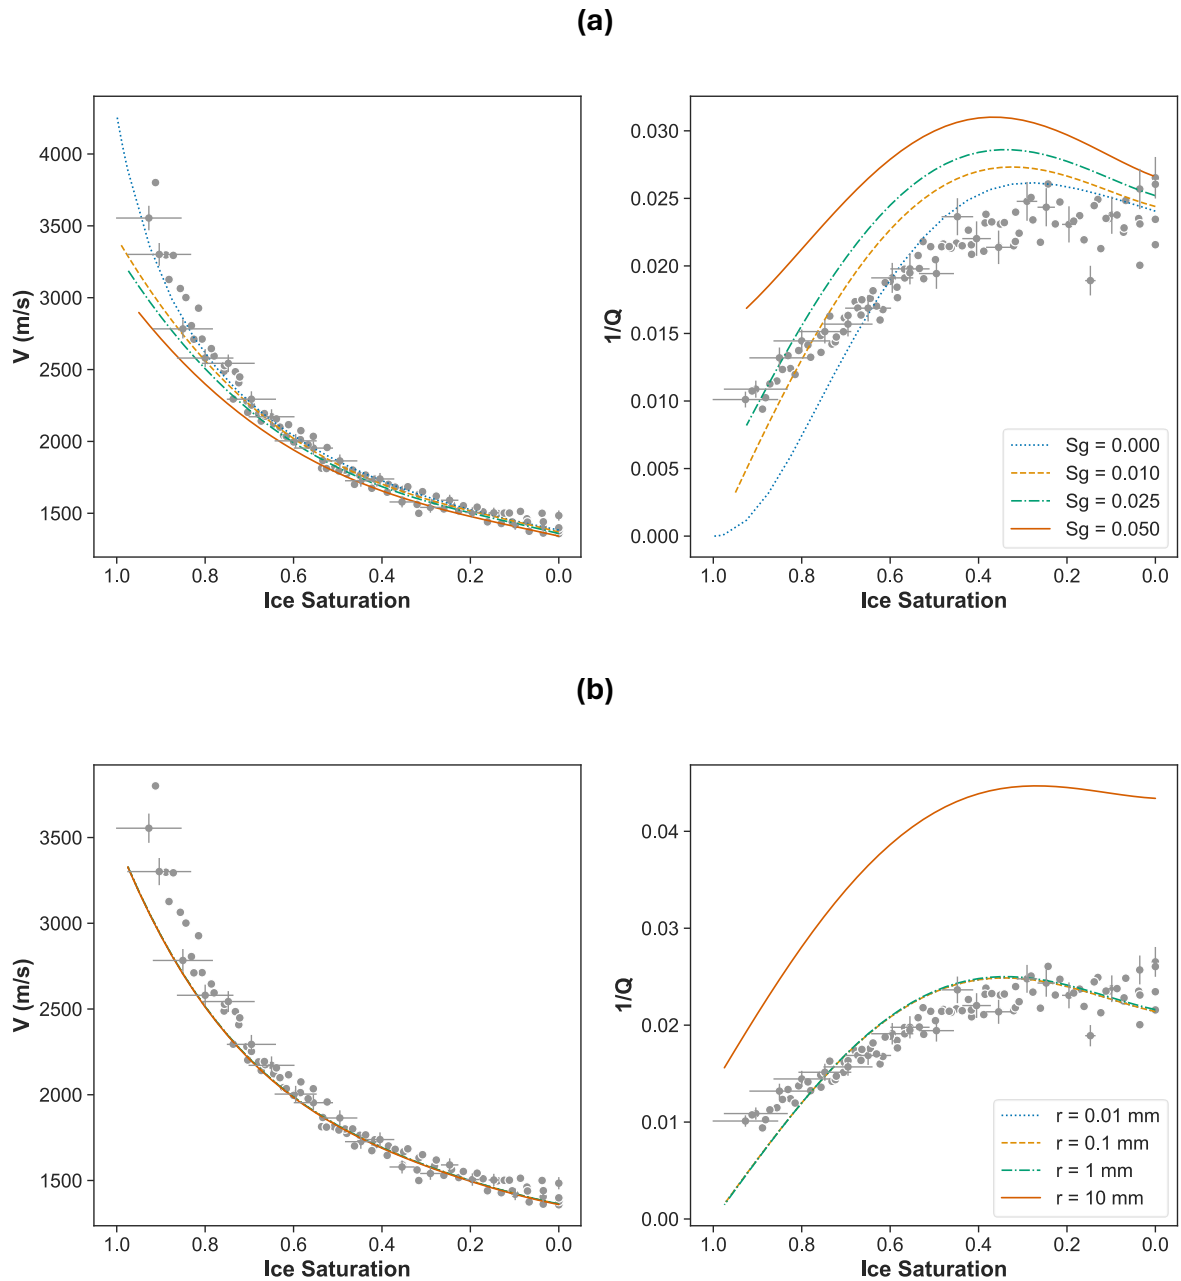 (a)
4000
3500
3000
2500
2000
1500
V (m/s)
1.0 0.8 0.6 0.4 0.2 0.0
Ice Saturation
0.030
0.025
0.020
0.015
0.010
0.005
0.000
1/Q
Sg = 0.000
Sg = 0.010
Sg = 0.025
Sg = 0.050
1.0 0.8 0.6 0.4 0.2 0.0
Ice Saturation
(b)
3500
3000
2500
2000
1500
V (m/s)
1.0 0.8 0.6 0.4 0.2 0.0
Ice Saturation
0.04
0.03
0.02
0.01
0.00
1/Q
r = 0.01 mm
r = 0.1 mm
r = 1 mm
r = 10 mm
1.0 0.8 0.6 0.4 0.2 0.0
Ice Saturation